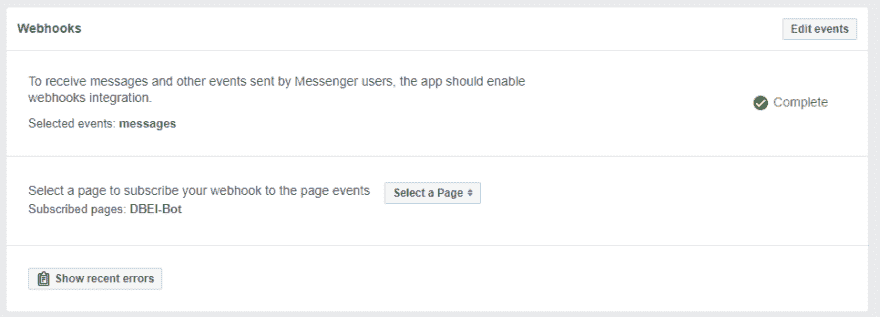 Webhooks
Edit events
To receive messages and other events sent by Messenger users, the app should enable
webhooks integration.
Complete
Selected events: messages
Select a page to subscribe your webhook to the page events
Select a Page
Subscribed pages: DBEI-Bot
Show recent errors